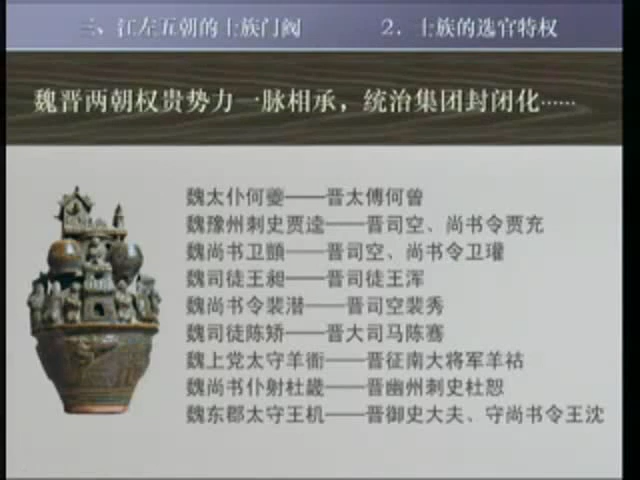 三、江左五朝的士族门阀
2．士族的选官特权
魏晋两朝权贵势力一脉相承，统治集团封闭化……
魏太仆何夔——晋太傅何曾
魏豫州刺史贾逵——晋司空、尚书令贾充
魏尚书卫顗——晋司空、尚书令卫瓘
魏司徒王昶——晋司徒王浑
魏尚书令裴潜——晋司空裴秀
魏司徒陈矫——晋大司马陈骞
魏上党太守羊衜——晋征南大将军羊祜
魏尚书仆射杜畿——晋幽州刺史杜恕
魏东郡太守王机——晋御史大夫、守尚书令王沈